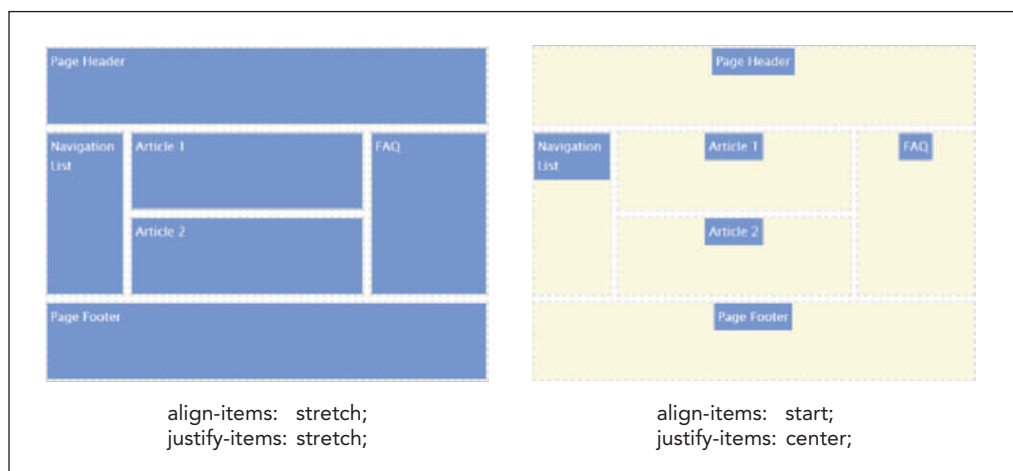 Page Header
Navigation
List
Article 1
FAQ
Article 2
Page Footer
align-items: stretch;
justify-items: stretch;
Page Header
Navigation
List
Article 1
FAQ
Article 2
Page Footer
align-items: start;
justify-items: center;